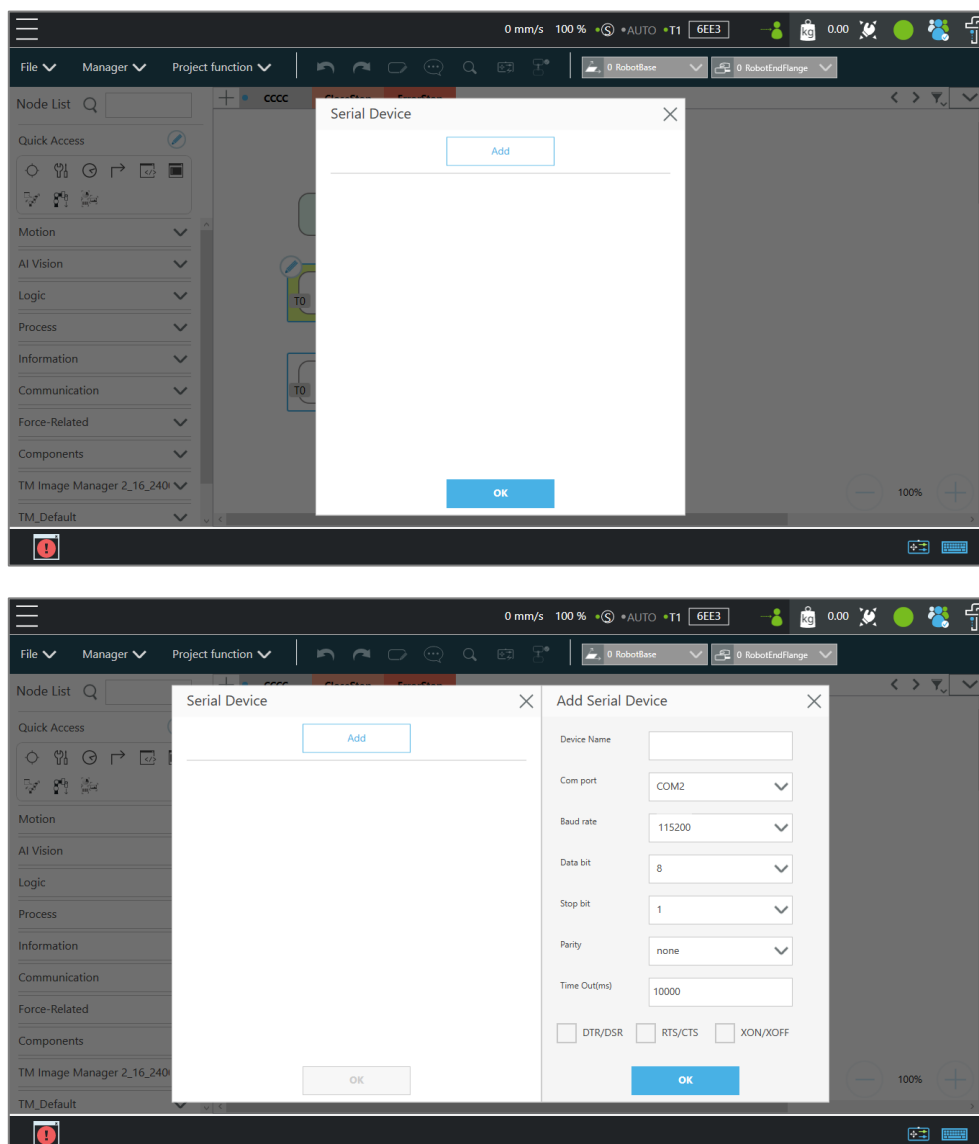 0 mm/s 100 % •Ⓢ •AUTO •T1 6EE3 kg 0.00
File Manager Project function 0 RobotBase 0 RobotEndFlange
Node List cccc
Serial Device
Quick Access
Add
Motion
AI Vision
Logic
T0
Process
Information
Communication
T0
Force-Related
Components
TM Image Manager 2_16_240
OK
100%
TM_Default
0 mm/s 100 % •Ⓢ •AUTO •T1 6EE3 kg 0.00
File Manager Project function 0 RobotBase 0 RobotEndFlange
Node List
Serial Device
Add Serial Device
Quick Access
Add
Device Name
Com port COM2
Motion
Baud rate 115200
AI Vision
Data bit 8
Logic
Stop bit 1
Process
Information
Parity none
Communication
Time Out(ms) 10000
Force-Related
DTR/DSR RTS/CTS XON/XOFF
Components
TM Image Manager 2_16_240
OK
OK
100%
TM_Default